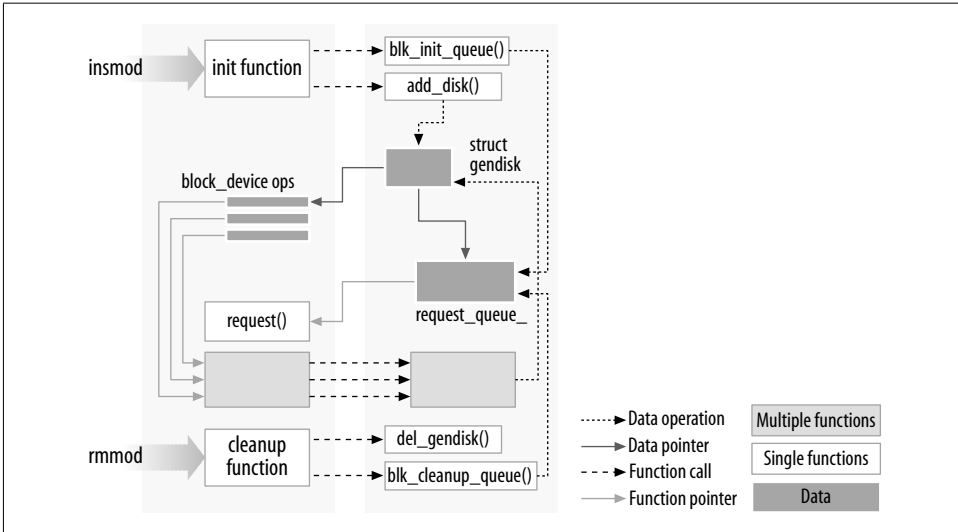 insmod
init function
blk_init_queue()
add_disk()
struct
gendisk
block_device ops
request_queue_
request()
rmmod
cleanup
function
del_gendisk()
blk_cleanup_queue()
Data operation
Data pointer
Function call
Function pointer
Multiple functions
Single functions
Data